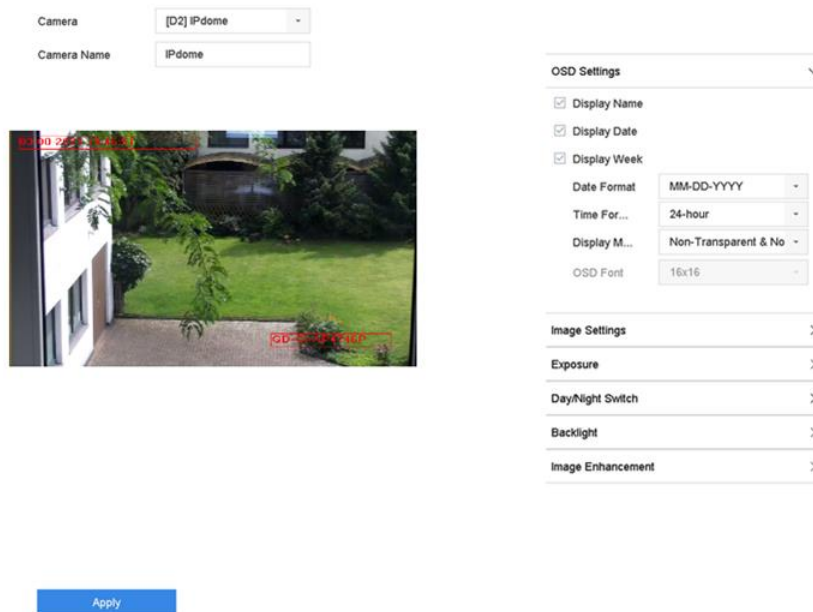 Camera
[D2] IPdome
Camera Name
IPdome
OSD Settings
Display Name
Display Date
Display Week
Date Format
MM-DD-YYYY
Time For...
24-hour
Display M...
Non-Transparent & No
OSD Font
16x16
Image Settings
Exposure
Day/Night Switch
Backlight
Image Enhancement
Apply